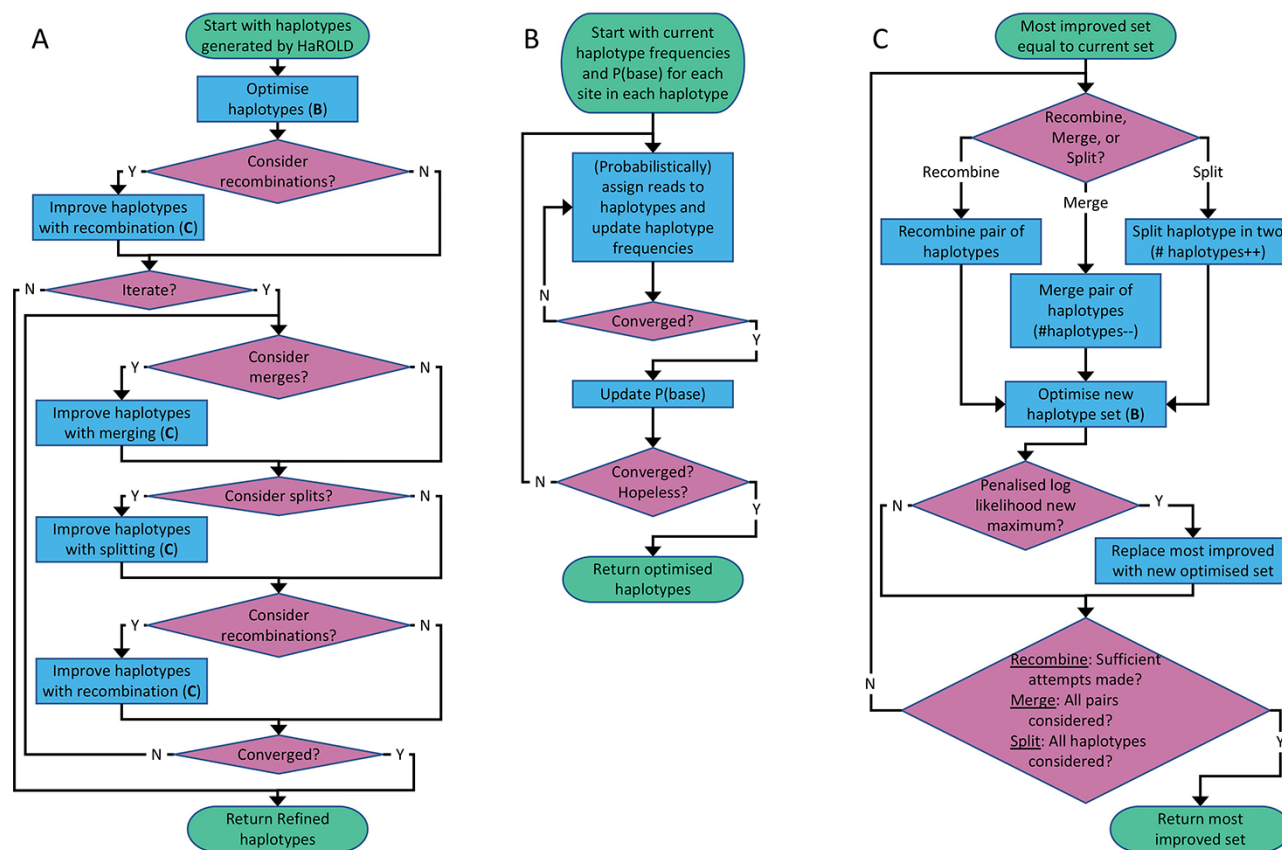 A
Start with haplotypes
generated by HaROLD
Optimise
haplotypes (B)
Consider
recombinations?
Y
N
Improve haplotypes
with recombination (C)
N
Iterate?
Y
Consider
merges?
Y
N
Improve haplotypes
with merging (C)
Y
Consider splits?
N
Improve haplotypes
with splitting (C)
Consider
recombinations?
Y
N
Improve haplotypes
with recombination (C)
N
Converged?
Y
Return Refined
haplotypes
B
Start with current
haplotype frequencies
and P(base) for each
site in each haplotype
(Probabilistically)
assign reads to
haplotypes and
update haplotype
frequencies
N
Converged?
Y
Update P(base)
Converged?
Hopeless?
N
Y
Return optimised
haplotypes
C
Most improved set
equal to current set
Recombine,
Merge, or
Split?
Recombine
Merge
Split
Recombine pair of
haplotypes
Split haplotype in two
(# haplotypes++)
Merge pair of
haplotypes
(#haplotypes--)
Optimise new
haplotype set (B)
Penalised log
likelihood new
maximum?
N
Y
Replace most improved
with new optimised set
Recombine: Sufficient
attempts made?
Merge: All pairs
considered?
Split: All haplotypes
considered?
N
Y
Return most
improved set